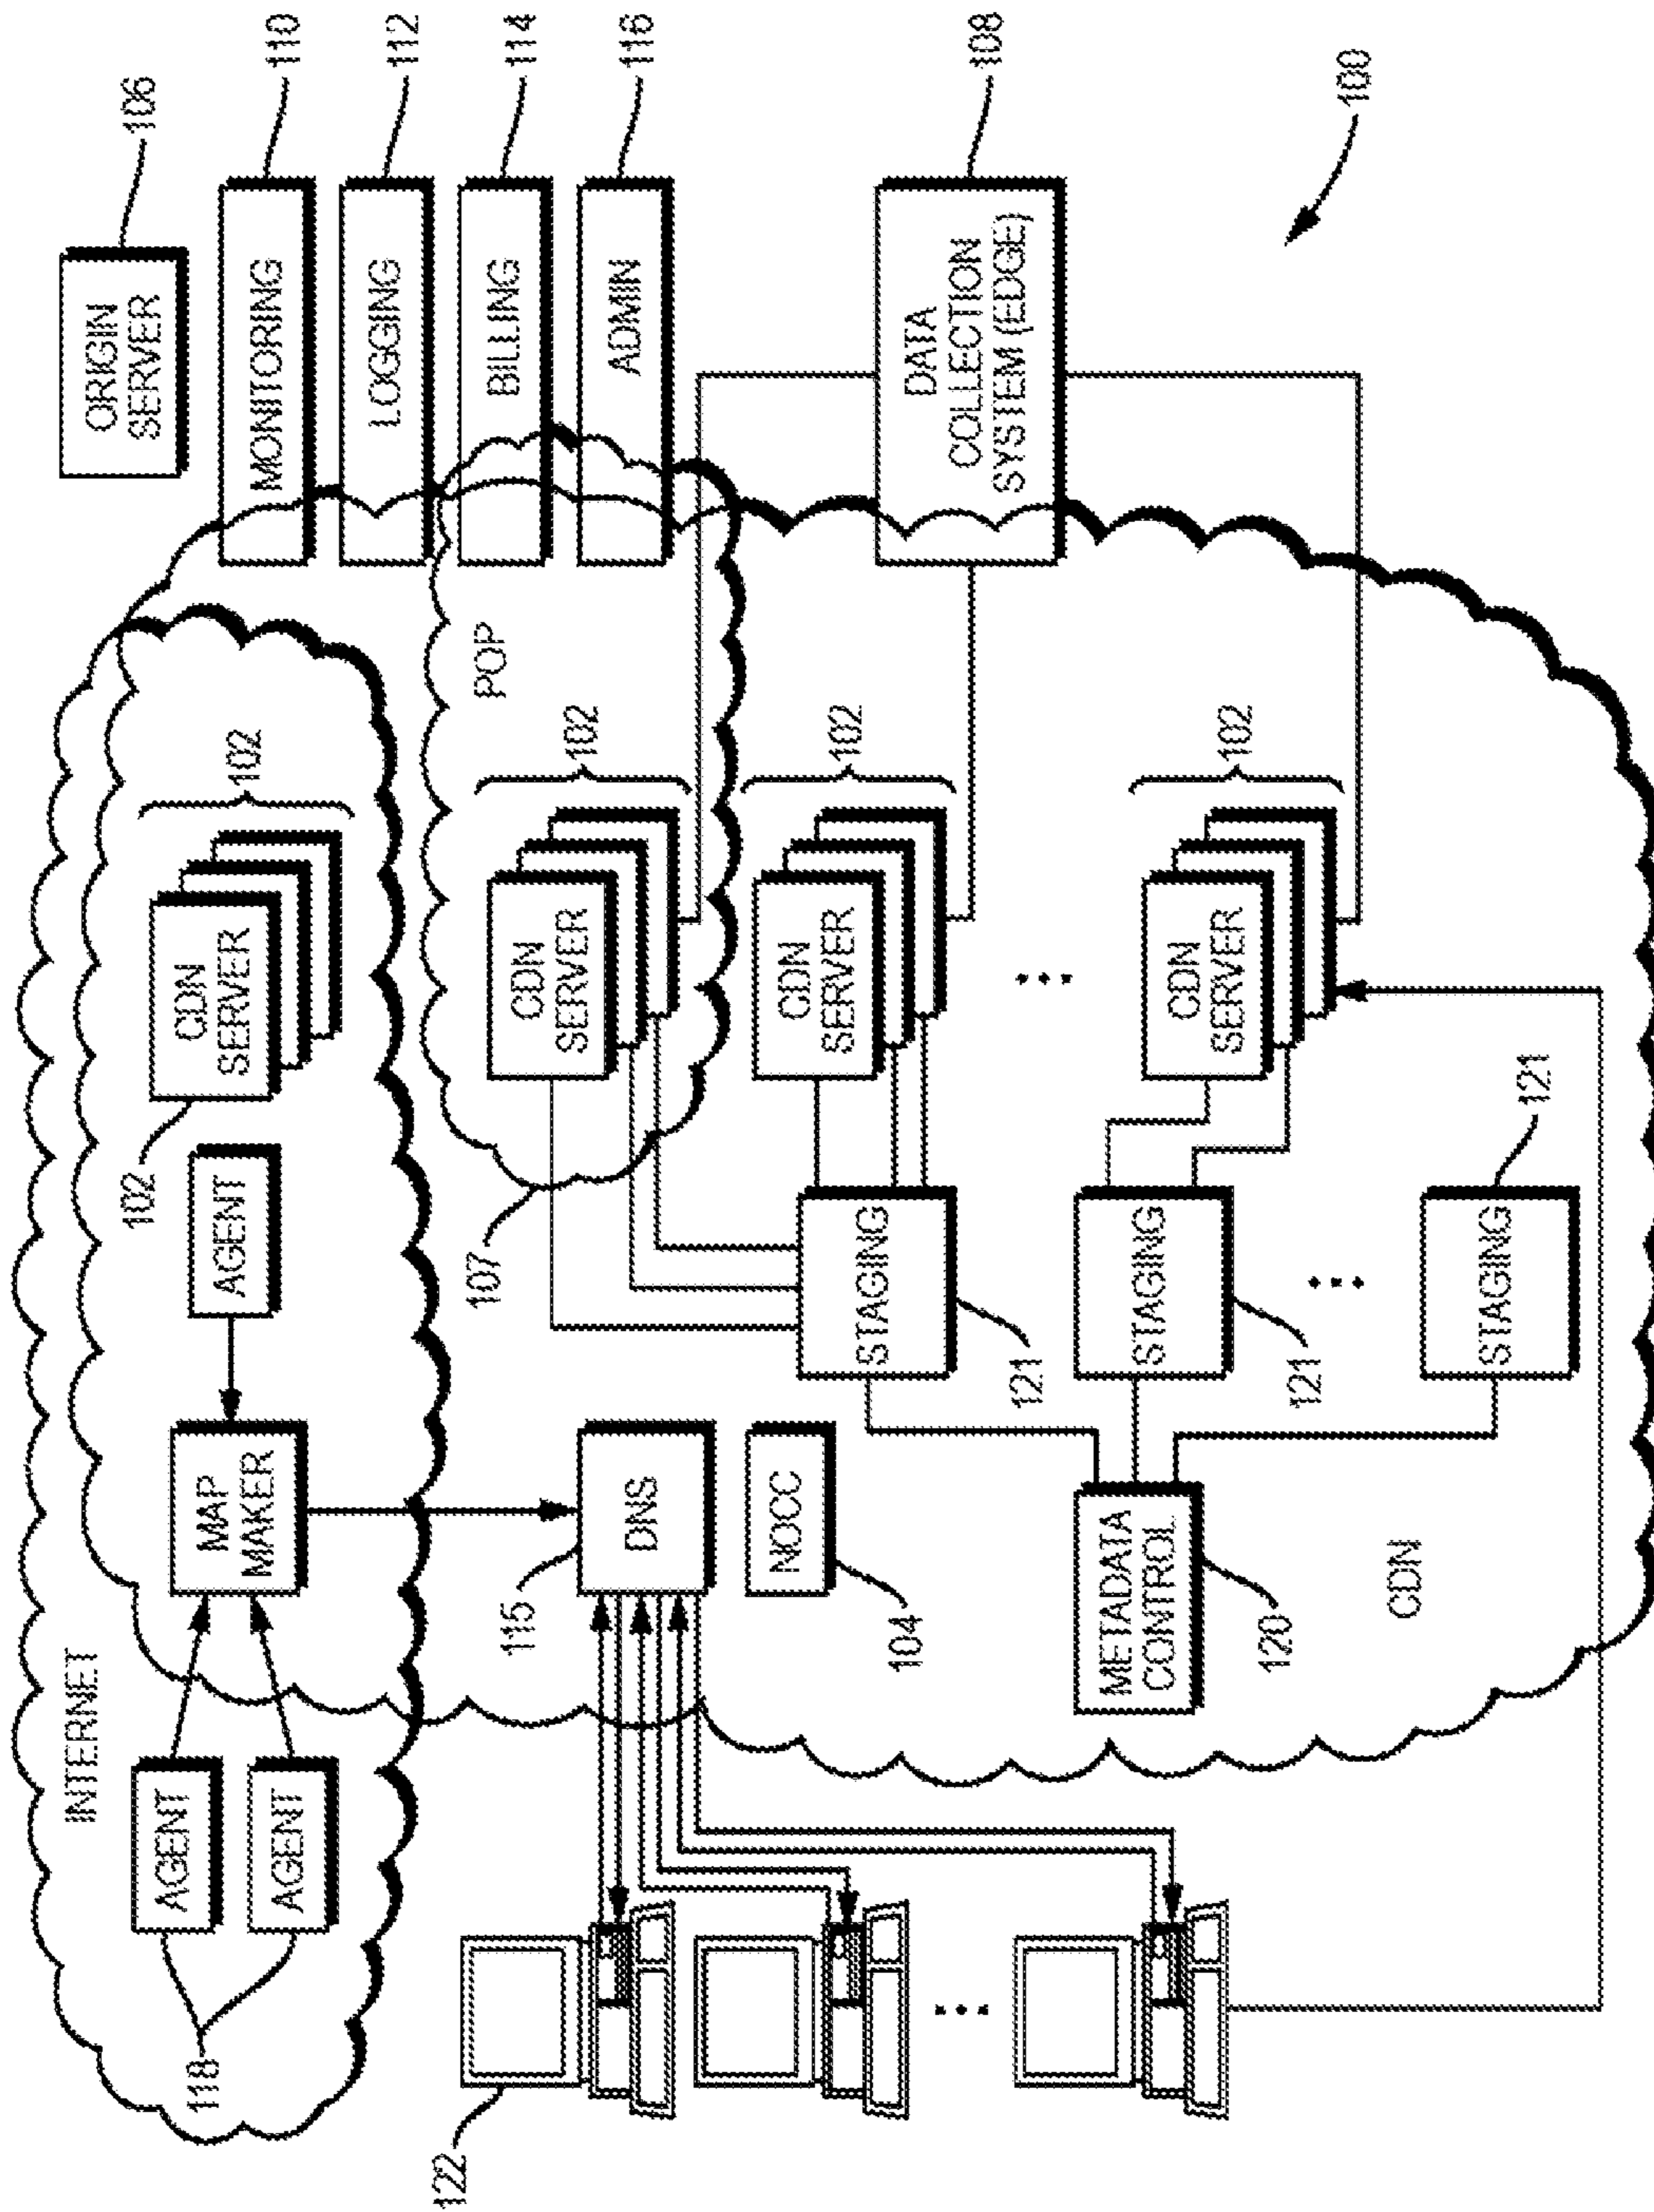 INTERNET
AGENT
AGENT
118
MAP
MAKER
AGENT
102
CDN
SERVER
102
ORIGIN
SERVER
106
MONITORING
110
LOGGING
112
BILLING
114
ADMIN
116
122
115
DNS
NOCC
104
107
POP
CDN
SERVER
102
STAGING
121
CDN
SERVER
102
DATA
COLLECTION
SYSTEM (EDGE)
108
METADATA
CONTROL
120
STAGING
121
CDN
SERVER
102
STAGING
121
CDN
100